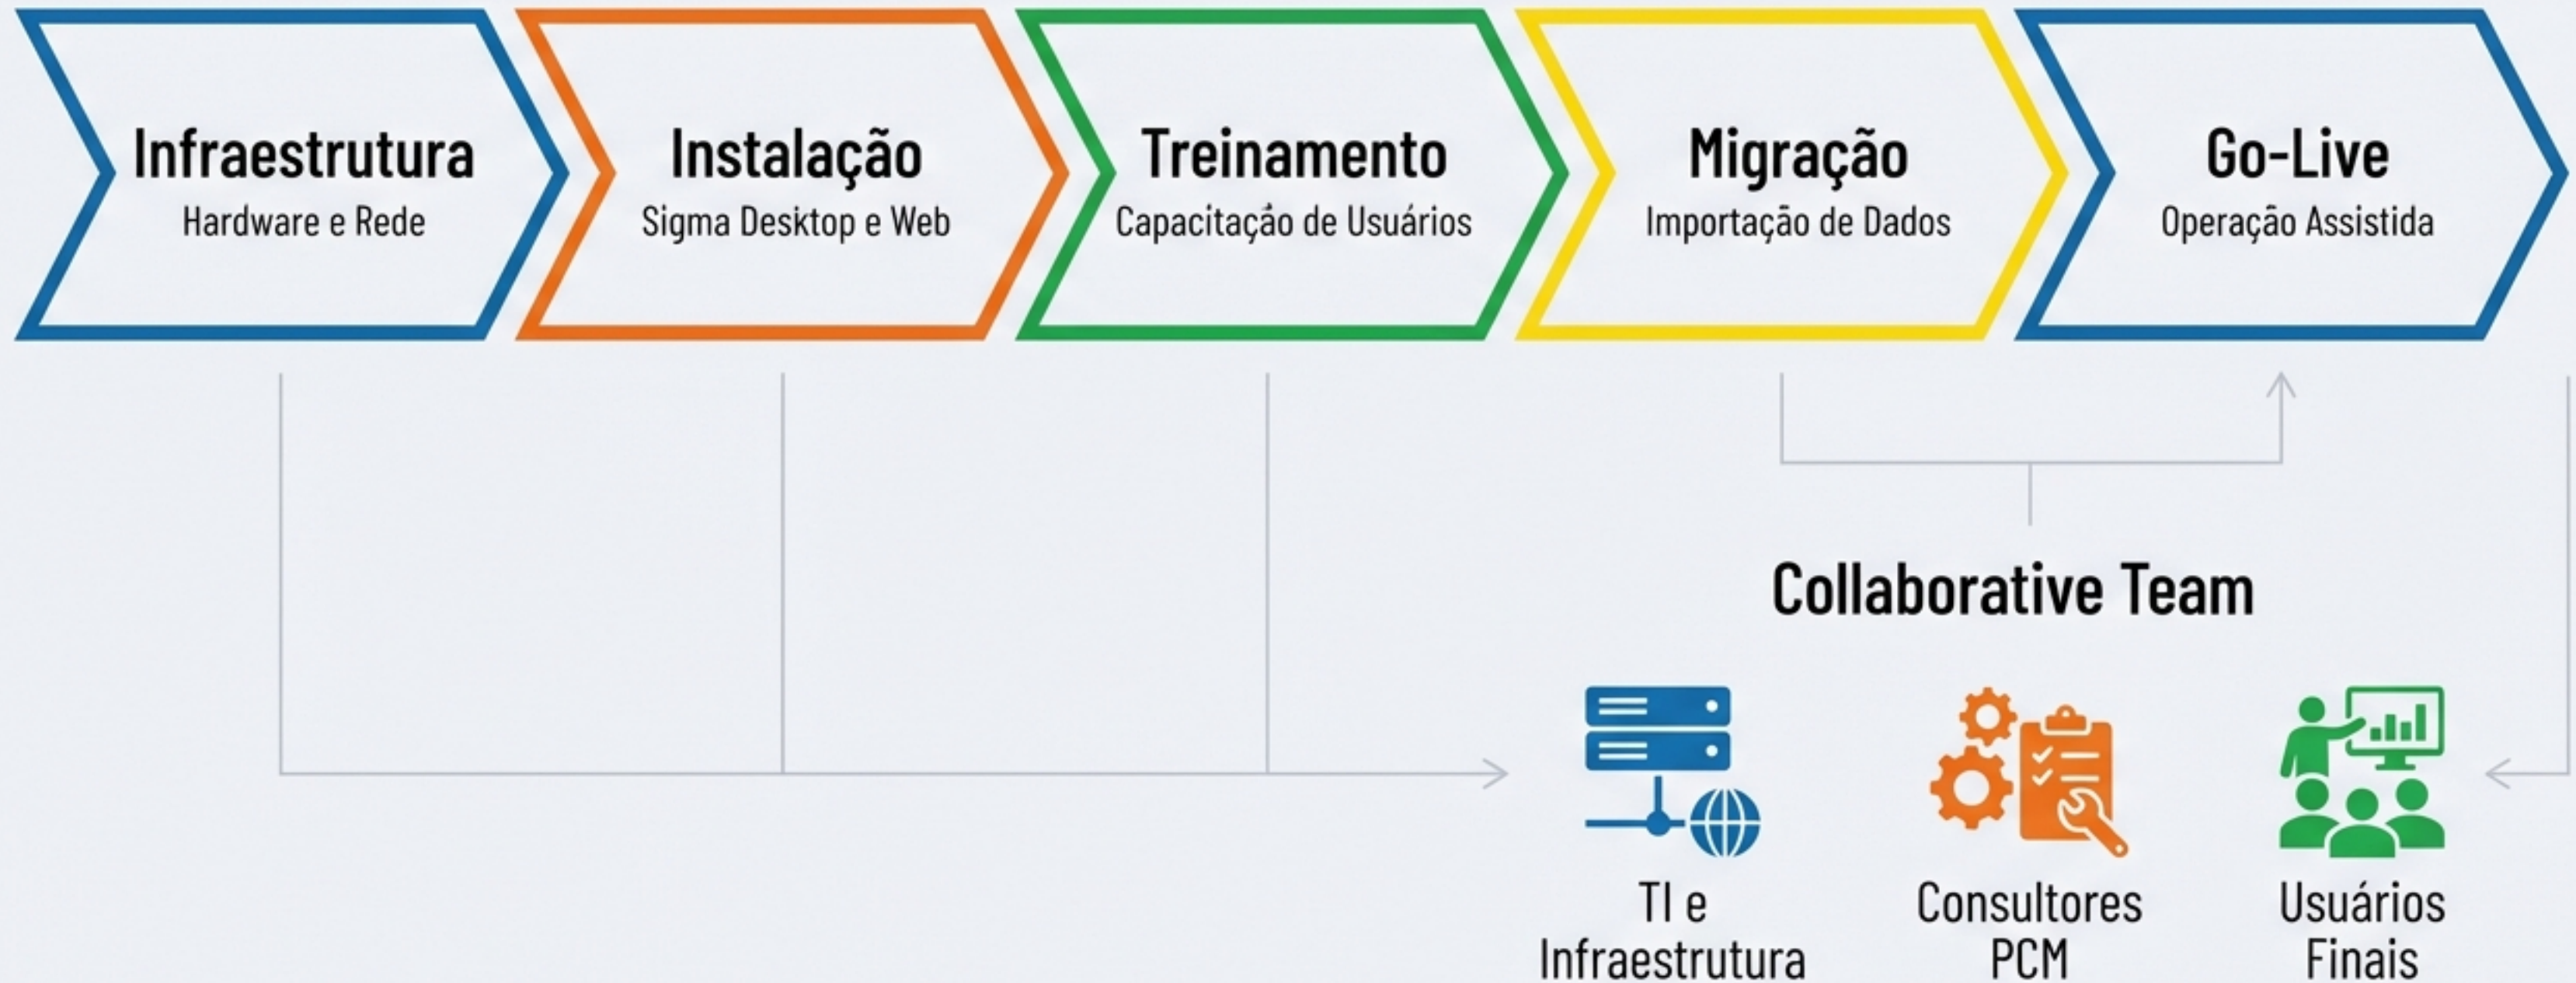 Infraestrutura
Hardware e Rede
Instalação
Sigma Desktop e Web
Treinamento
Capacitação de Usuários
Migração
Importação de Dados
Go-Live
Operação Assistida
Collaborative Team
TI e
Infraestrutura
Consultores
PCM
Usuários
Finais